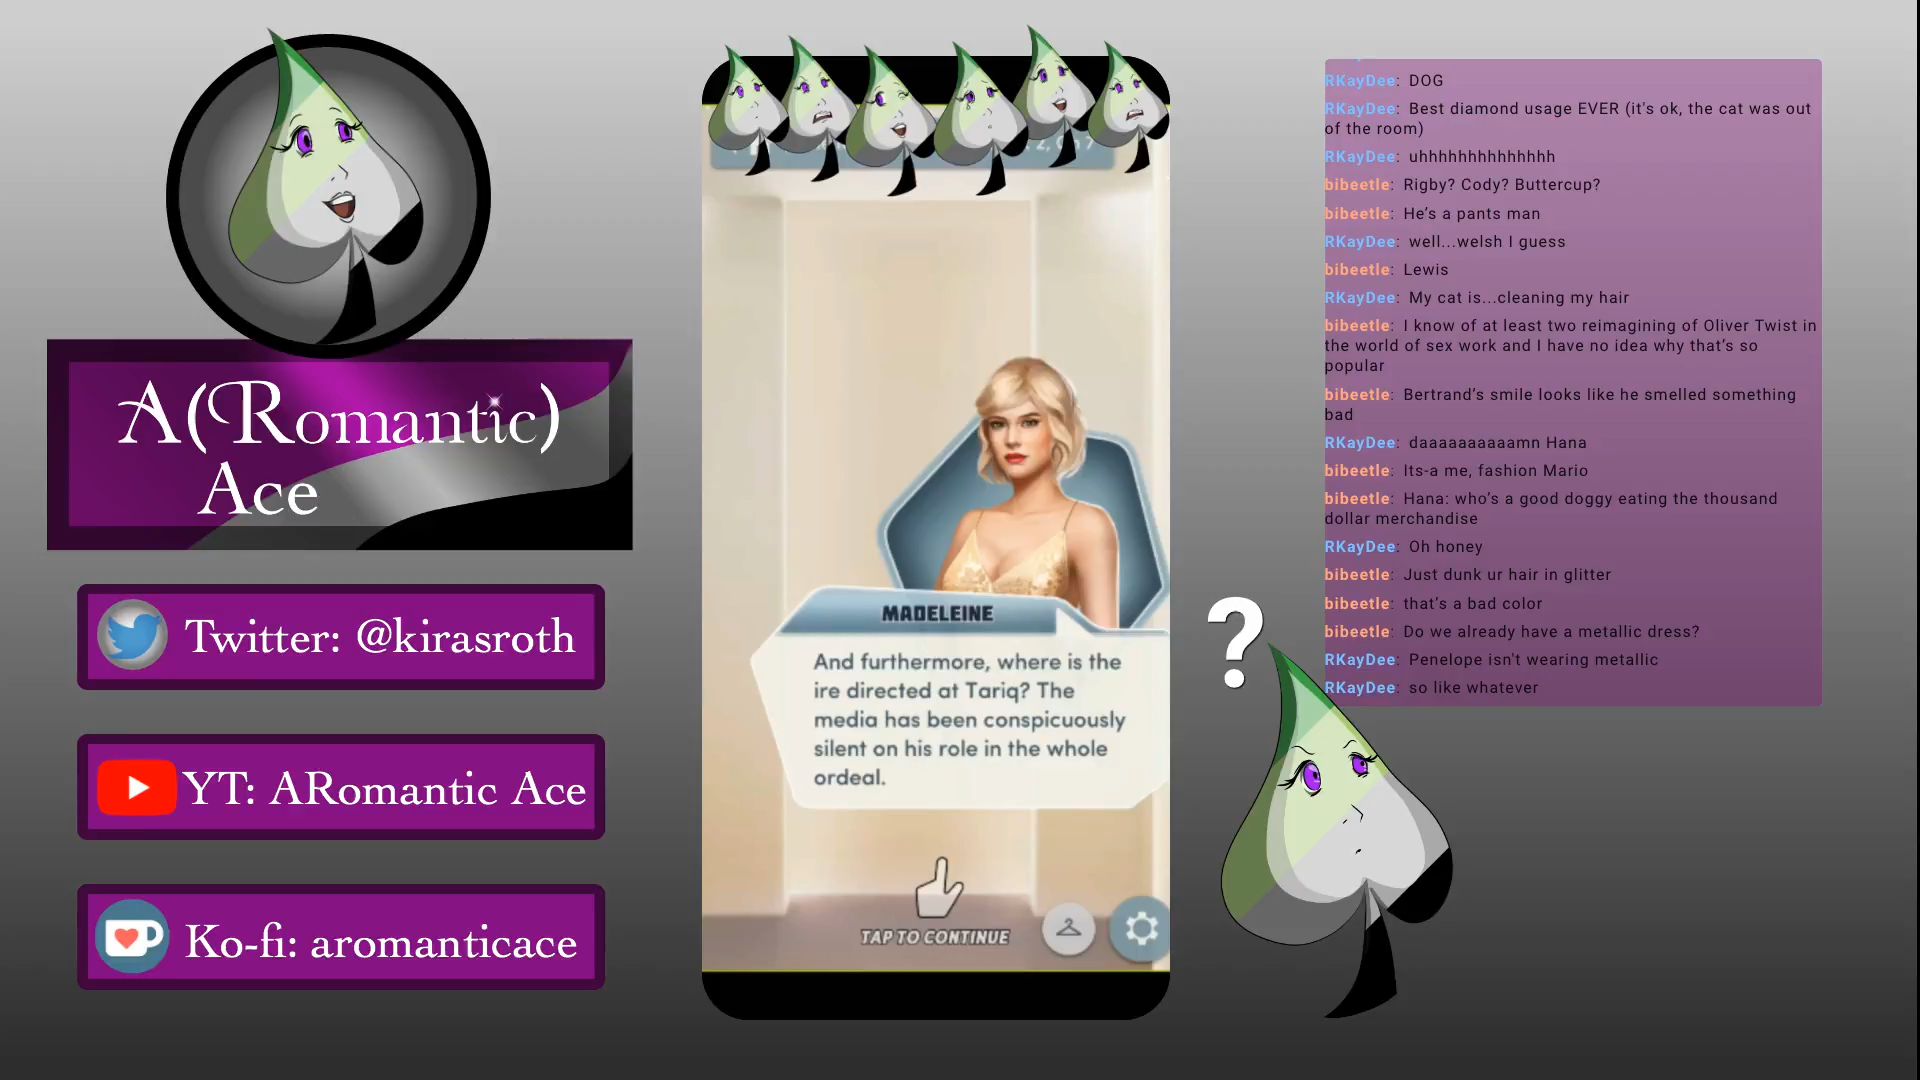 A(Romantic)
Ace
Twitter: @kirasroth
YT: ARomantic Ace
Ko-fi: aromanticace
MADELEINE
And furthermore, where is the
ire directed at Tariq? The
media has been conspicuously
silent on his role in the whole
ordeal.
TAP TO CONTINUE
?
RKayDee: DOG
RKayDee: Best diamond usage EVER (it's ok, the cat was out
of the room)
RKayDee: uhhhhhhhhhhhhhh
bibeetle: Rigby? Cody? Buttercup?
bibeetle: He's a pants man
RKayDee: well...welsh I guess
bibeetle: Lewis
RKayDee: My cat is...cleaning my hair
bibeetle: I know of at least two reimagining of Oliver Twist in
the world of sex work and I have no idea why that's so
popular
bibeetle: Bertrand's smile looks like he smelled something
bad
RKayDee: daaaaaaaaaamn Hana
bibeetle: Its-a me, fashion Mario
bibeetle: Hana: who's a good doggy eating the thousand
dollar merchandise
RKayDee: Oh honey
bibeetle: Just dunk ur hair in glitter
bibeetle: that's a bad color
bibeetle: Do we already have a metallic dress?
RKayDee: Penelope isn't wearing metallic
RKayDee: so like whatever